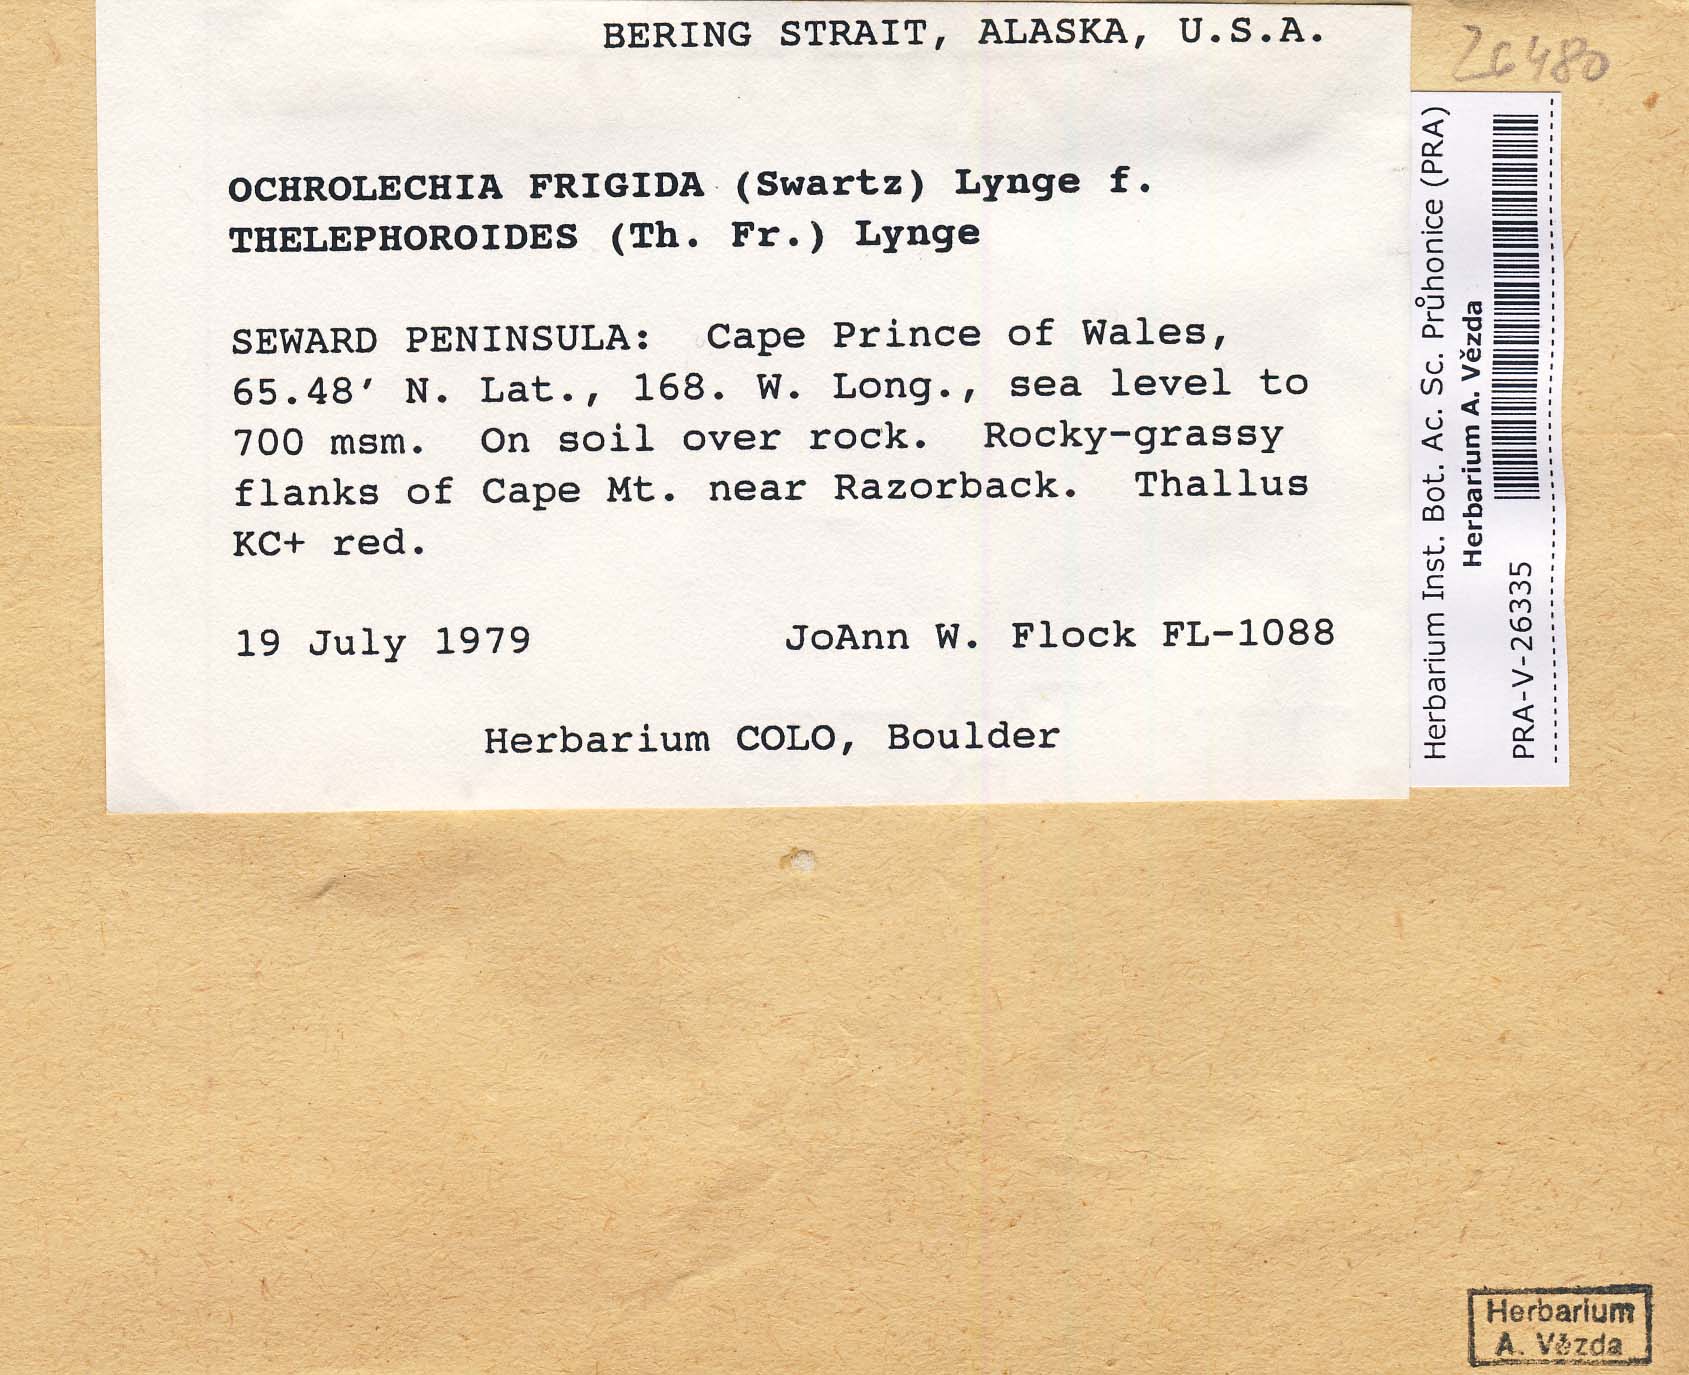 BERING STRAIT, ALASKA, U.S.A.
26480
OCHROLECHIA FRIGIDA (Swartz) Lynge f.
THELEPHOROIDES (Th. Fr.) Lynge
SEWARD PENINSULA: Cape Prince of Wales,
65.48' N. Lat., 168. W. Long., sea level to
700 msm. On soil over rock. Rocky-grassy
flanks of Cape Mt. near Razorback. Thallus
KC+ red.
19 July 1979 JoAnn W. Flock FL-1088
Herbarium COLO, Boulder
Herbarium Inst. Bot. Ac. Sc. Průhonice (PRA)
Herbarium A. Vězda
PRA-V-26335
Herbarium
A. Vězda